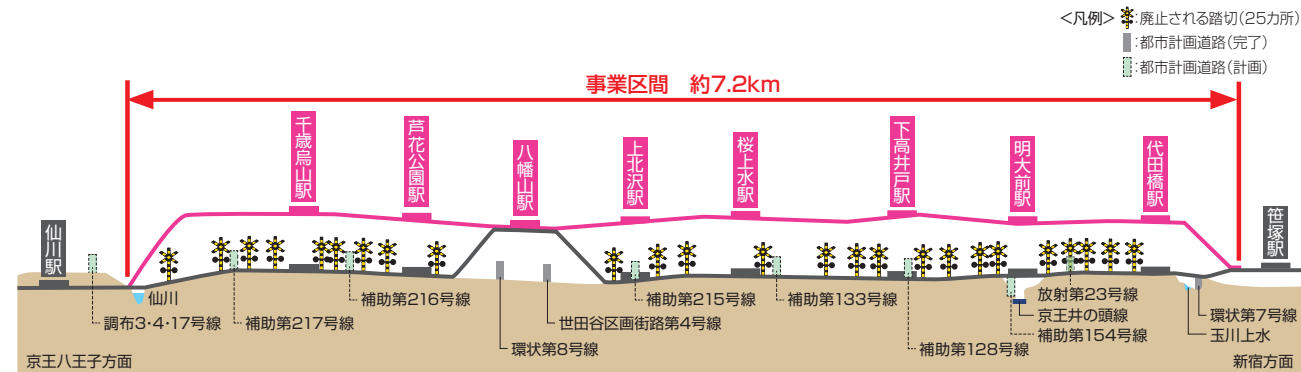 <凡例> :廃止される踏切(25カ所)
:都市計画道路(完了)
:都市計画道路(計画)
事業区間 約7.2km
仙川駅
千歳烏山駅
芦花公園駅
八幡山駅
上北沢駅
桜上水駅
下高井戸駅
明大前駅
代田橋駅
笹塚駅
仙川
調布3・4・17号線
補助第217号線
補助第216号線
環状第8号線
世田谷区画街路第4号線
補助第215号線
補助第133号線
補助第128号線
放射第23号線
京王井の頭線
補助第154号線
環状第7号線
玉川上水
京王八王子方面
新宿方面